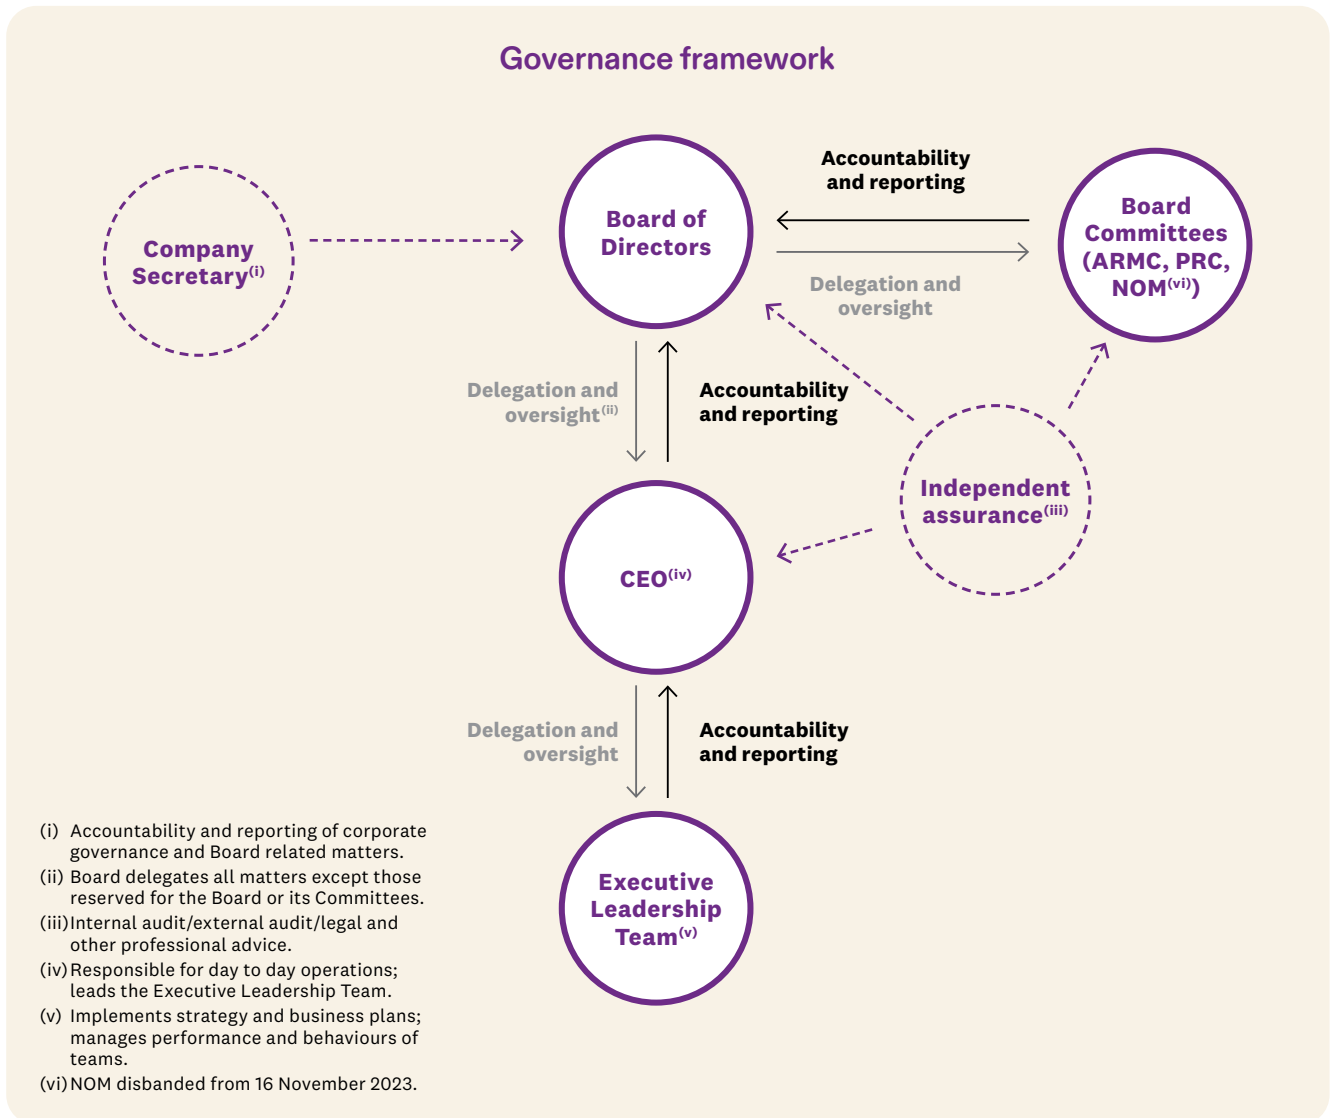 Governance framework
Company
Secretary(i)
Board of
Directors
Accountability
and reporting
Delegation and
oversight
Board
Committees
(ARMC, PRC,
NOM(vi))
Delegation and
oversight(ii)
Accountability
and reporting
Independent
assurance(iii)
CEO(iv)
Delegation and
oversight
Accountability
and reporting
Executive
Leadership
Team(v)
(i) Accountability and reporting of corporate
governance and Board related matters.
(ii) Board delegates all matters except those
reserved for the Board or its Committees.
(iii) Internal audit/external audit/legal and
other professional advice.
(iv) Responsible for day to day operations;
leads the Executive Leadership Team.
(v) Implements strategy and business plans;
manages performance and behaviours of
teams.
(vi) NOM disbanded from 16 November 2023.